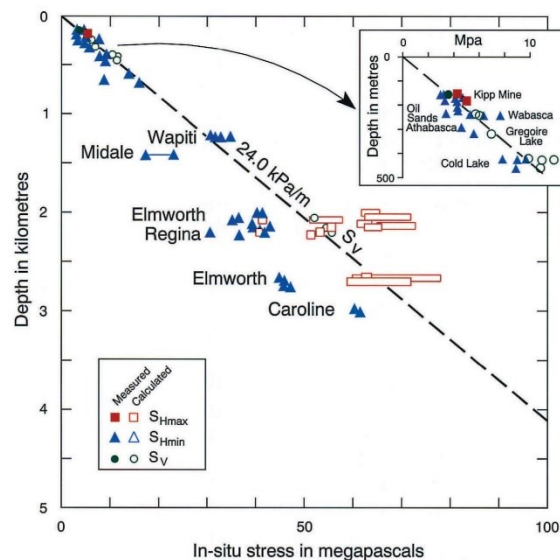 0
50
100
0
1
2
3
4
5
Depth in kilometres
In-situ stress in megapascals
Wapiti
Midale
24.0 kPa/m
Elmworth
Regina
Sv
Elmworth
Caroline
Measured
Calculated
SHmax
SHmin
SV
Mpa
0
10
0
500
Depth in metres
Kipp Mine
Oil
Sands
Athabasca
Wabasca
Gregoire
Lake
Cold Lake